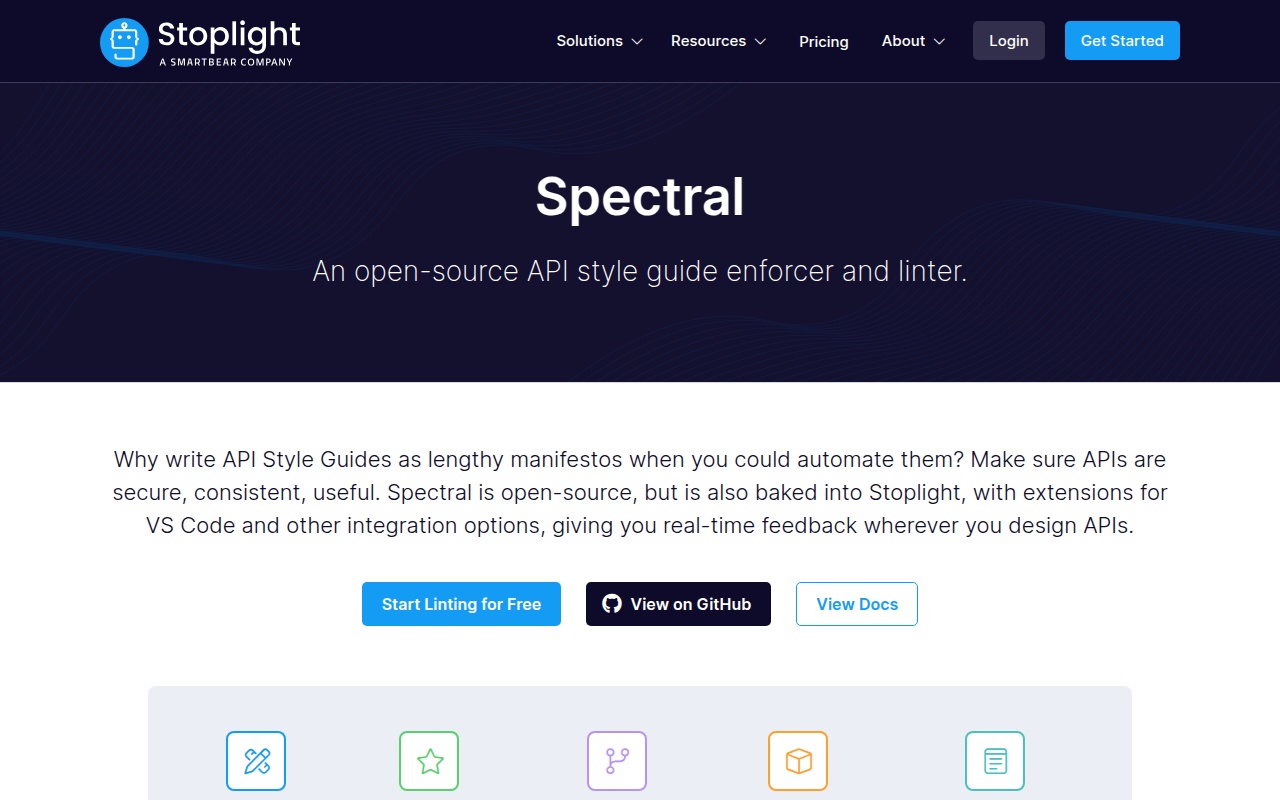 Stoplight
A SMARTBEAR COMPANY
Solutions
Resources
Pricing
About
Login
Get Started
Spectral
An open-source API style guide enforcer and linter.
Why write API Style Guides as lengthy manifestos when you could automate them? Make sure APIs are
secure, consistent, useful. Spectral is open-source, but is also baked into Stoplight, with extensions for
VS Code and other integration options, giving you real-time feedback wherever you design APIs.
Start Linting for Free
View on GitHub
View Docs